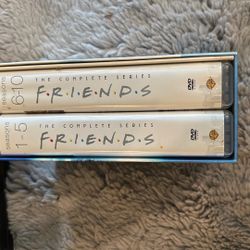 seasons 6-10
THE COMPLETE SERIES
F·R·I·E·N·D·S
DVD
seasons 1-5
THE COMPLETE SERIES
F·R·I·E·N·D·S
DVD